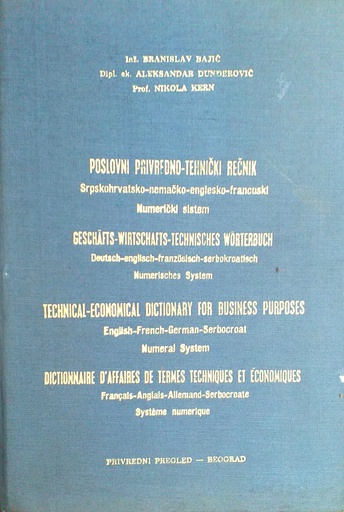 Inž. BRANISLAV BAJIĆ
Dipl. ek. ALEKSANDAR DUNĐEROVIĆ
Prof. NIKOLA KERN
POSLOVNI PRIVREDNO-TEHNIČKI REČNIK
Srpskohrvatsko-nemačko-englesko-francuski
Numerički sistem
GESCHÄFTS-WIRTSCHAFTS-TECHNISCHES WÖRTERBUCH
Deutsch-englisch-französisch-serbokroatisch
Numerisches System
TECHNICAL-ECONOMICAL DICTIONARY FOR BUSINESS PURPOSES
English-French-German-Serbocroat
Numeral System
DICTIONNAIRE D'AFFAIRES DE TERMES TECHNIQUES ET ÉCONOMIQUES
Français-Anglais-Allemand-Serbocroate
Système numerique
PRIVREDNI PREGLED — BEOGRAD